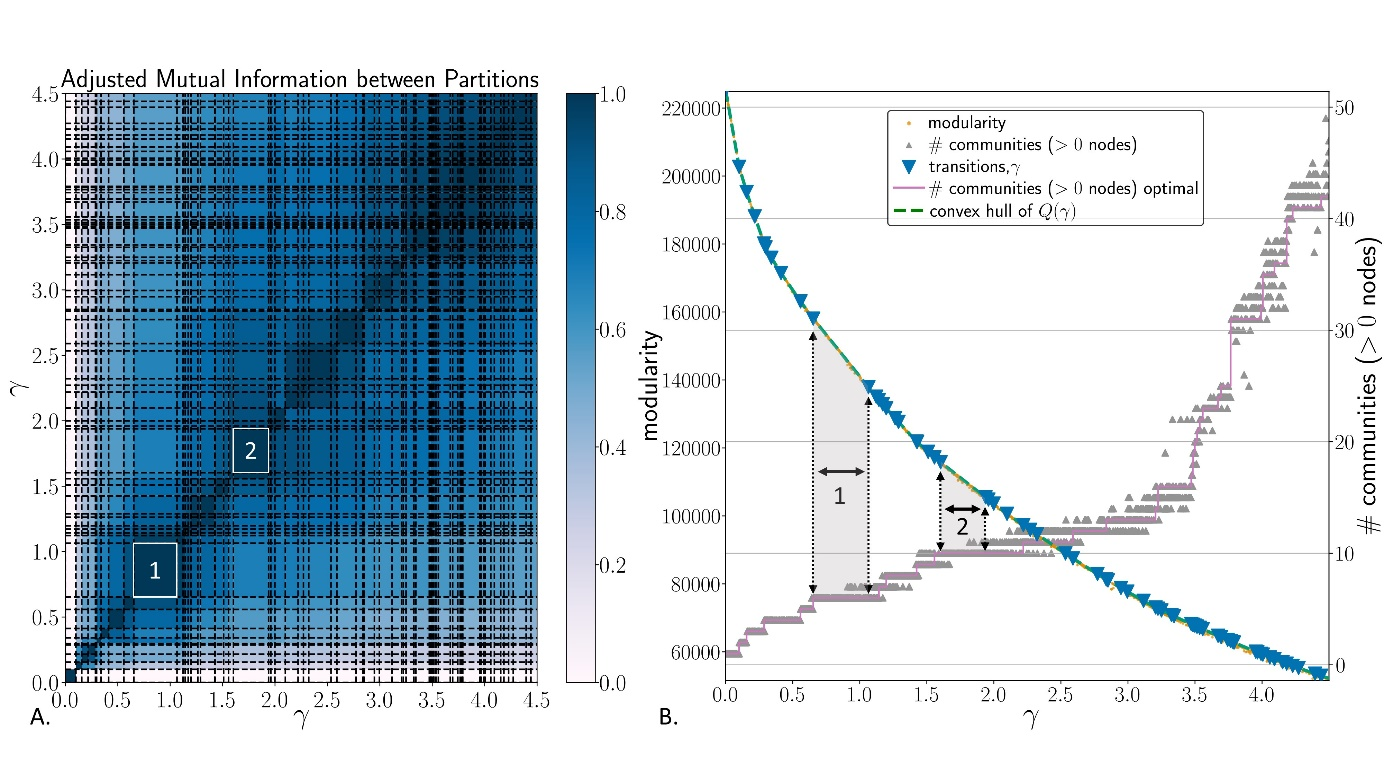 Adjusted Mutual Information between Partitions
4.5
4.0
3.5
3.0
2.5
2.0
1.5
1.0
0.5
0.0
γ
1
2
0.0 0.5 1.0 1.5 2.0 2.5 3.0 3.5 4.0 4.5
γ
A.
1.0
0.8
0.6
0.4
0.2
0.0
modularity
220000
200000
180000
160000
140000
120000
100000
80000
60000
modularity
# communities (> 0 nodes)
transitions,γ
# communities (> 0 nodes) optimal
convex hull of Q(γ)
1
2
0.0 0.5 1.0 1.5 2.0 2.5 3.0 3.5 4.0
γ
B.
50
40
30
20
10
0
# communities (> 0 nodes)